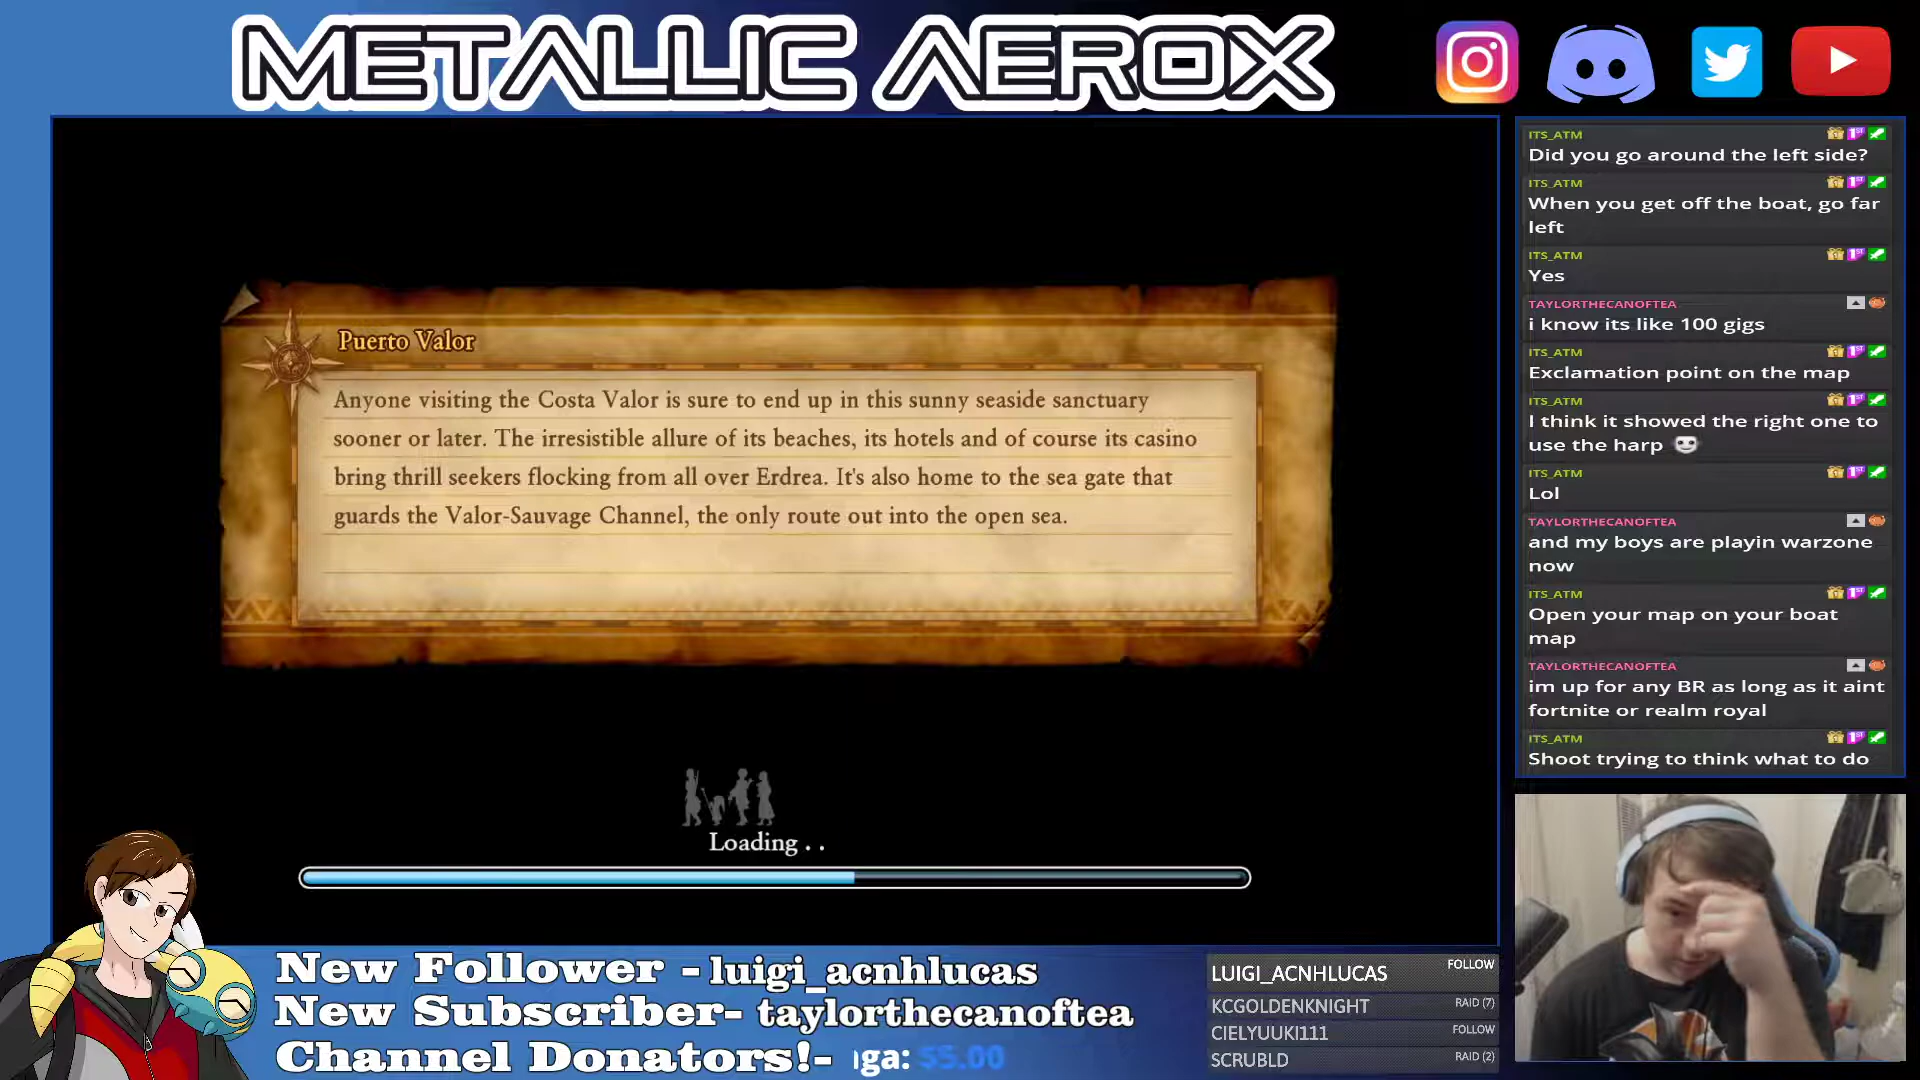 METALLIC AEROX
Puerto Valor
Anyone visiting the Costa Valor is sure to end up in this sunny seaside sanctuary
sooner or later. The irresistible allure of its beaches, its hotels and of course its casino
bring thrill seekers flocking from all over Erdrea. It's also home to the sea gate that
guards the Valor-Sauvage Channel, the only route out into the open sea.
Loading . .
ITS_ATM
Did you go around the left side?
ITS_ATM
When you get off the boat, go far
left
ITS_ATM
Yes
TAYLORTHECANOFTEA
i know its like 100 gigs
ITS_ATM
Exclamation point on the map
ITS_ATM
I think it showed the right one to
use the harp
ITS_ATM
Lol
TAYLORTHECANOFTEA
and my boys are playin warzone
now
ITS_ATM
Open your map on your boat
map
TAYLORTHECANOFTEA
im up for any BR as long as it aint
fortnite or realm royal
ITS_ATM
Shoot trying to think what to do
New Follower - luigi_acnhlucas
New Subscriber- taylorthecanoftea
Channel Donators!- ga: $5.00
LUIGI_ACNHLUCAS FOLLOW
KCGOLDENKNIGHT RAID (7)
CIELYUUKI111 FOLLOW
SCRUBLD RAID (2)